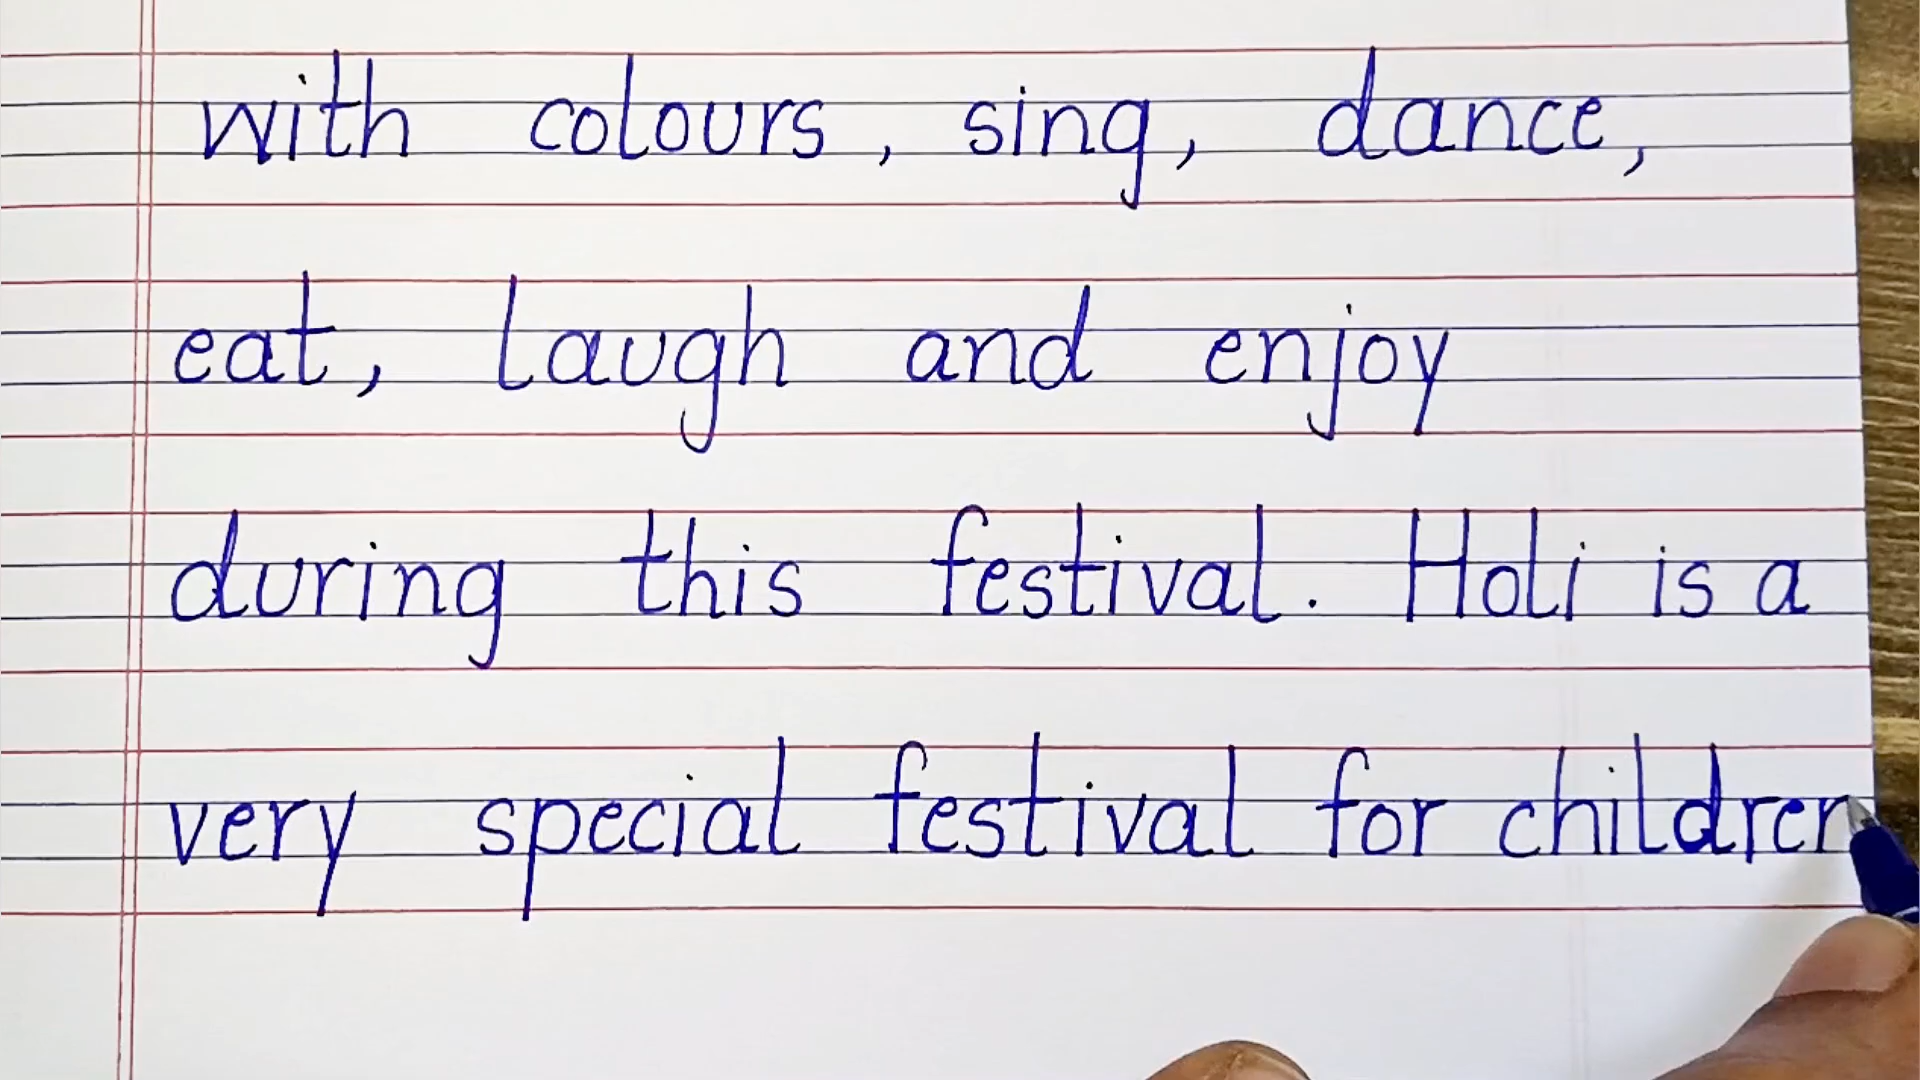 with colours, sing, dance,
eat, laugh and enjoy
during this festival. Holi is a
very special festival for children